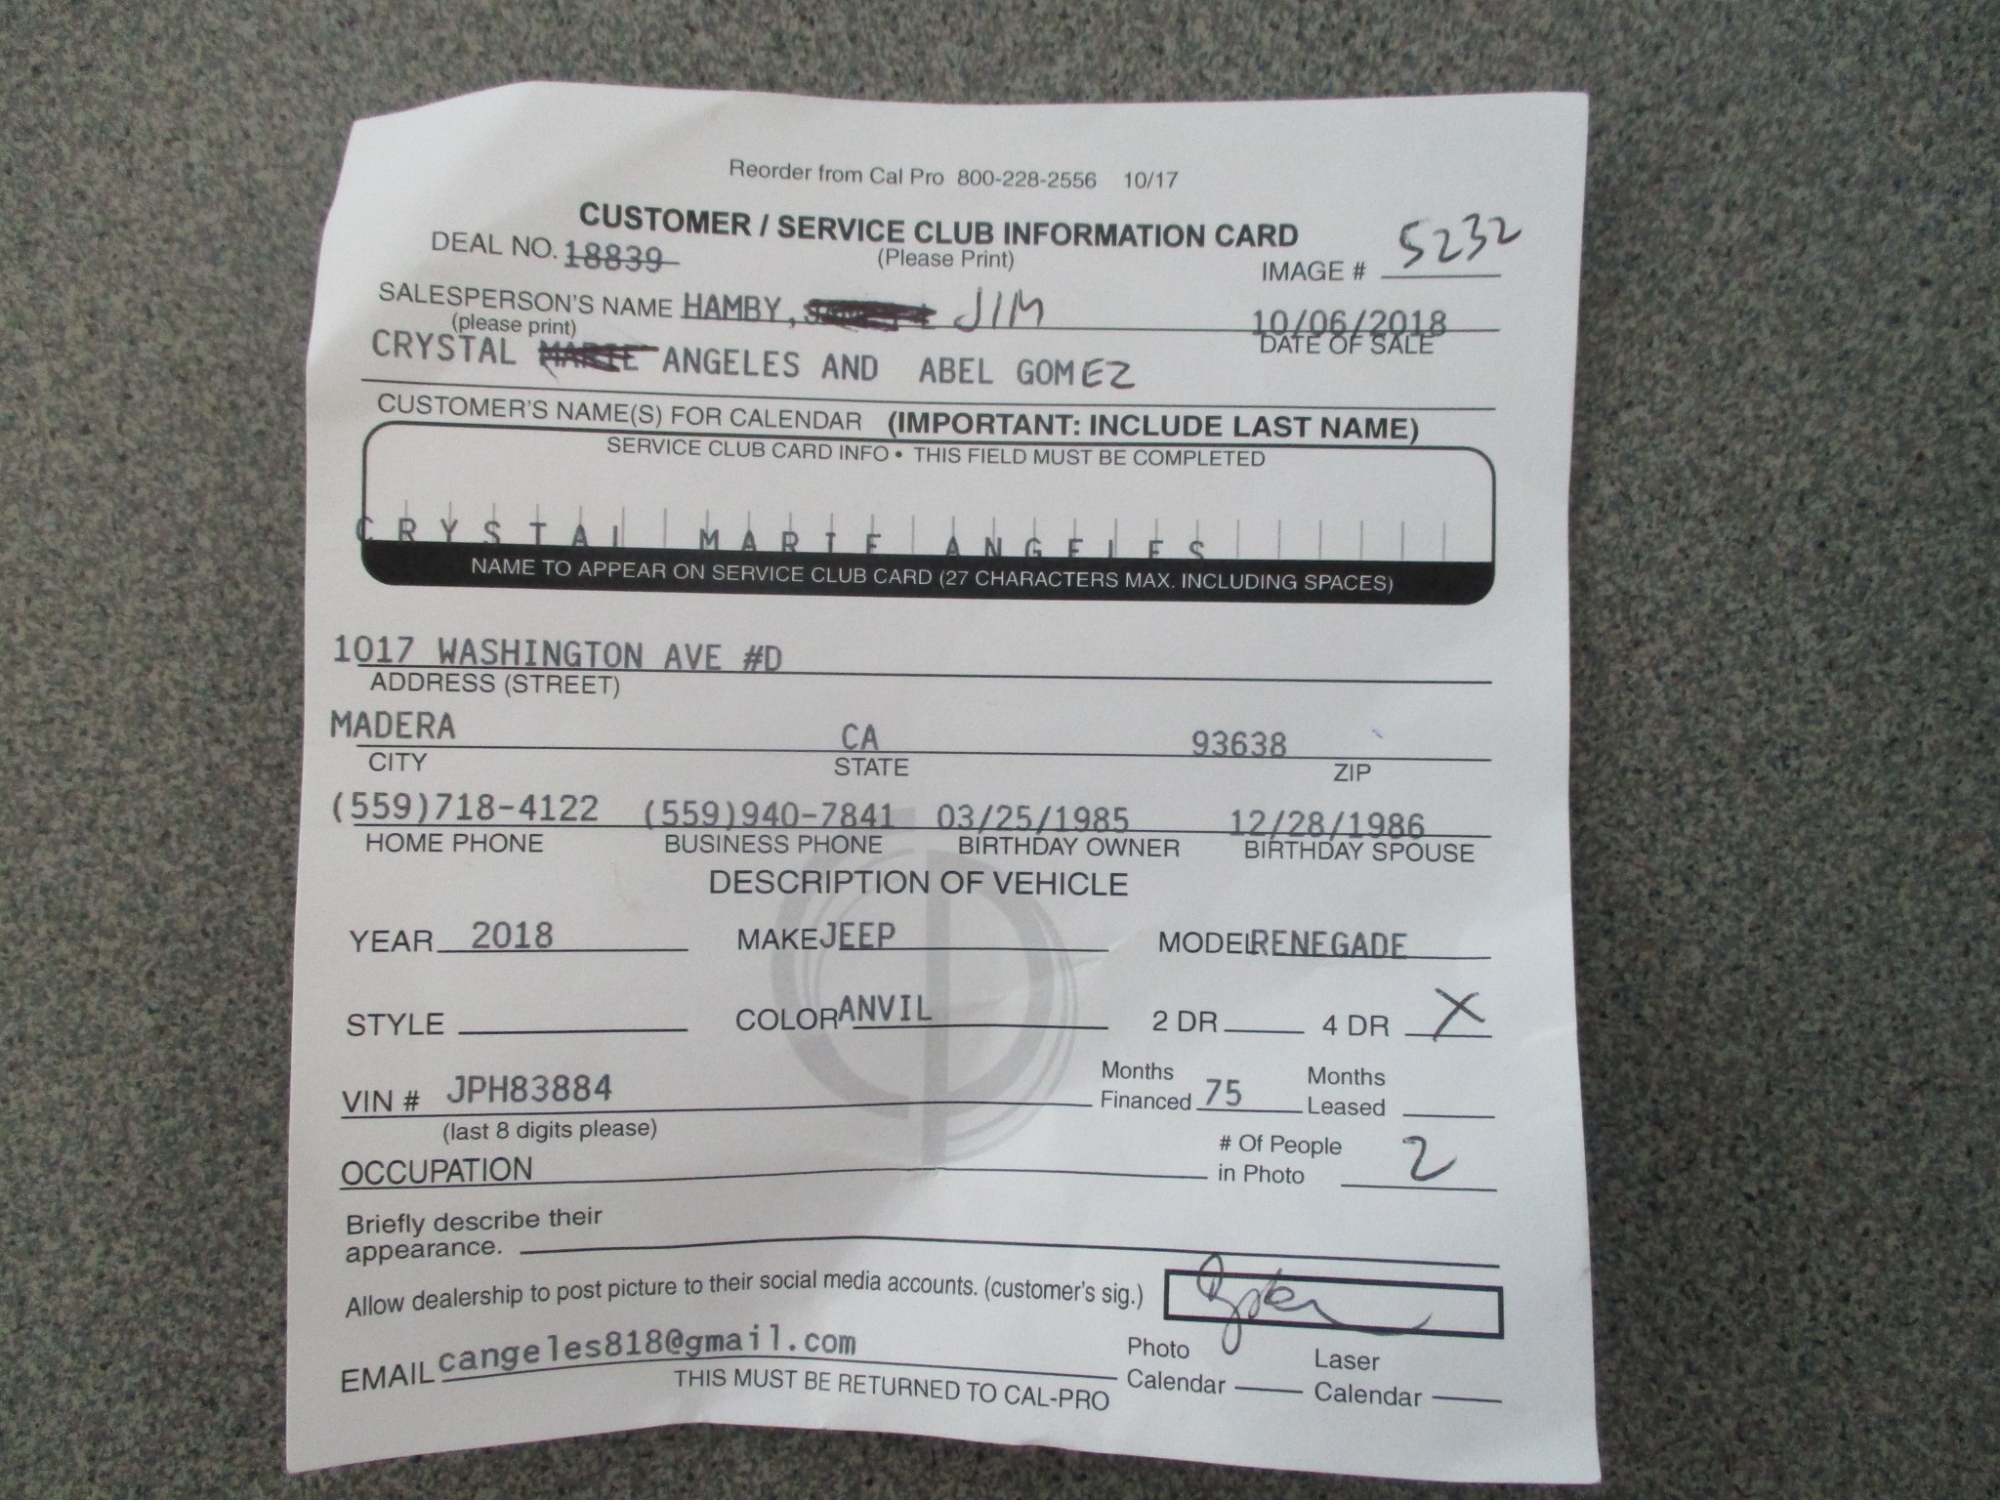 Reorder from Cal Pro 800-228-2556 10/17
CUSTOMER / SERVICE CLUB INFORMATION CARD
DEAL NO. 18839 (Please Print) IMAGE # 5232
SALESPERSON'S NAME HAMBY, JIM 10/06/2018
(please print) DATE OF SALE
CRYSTAL MARIE ANGELES AND ABEL GOMEZ
CUSTOMER'S NAME(S) FOR CALENDAR (IMPORTANT: INCLUDE LAST NAME)
SERVICE CLUB CARD INFO • THIS FIELD MUST BE COMPLETED
CRYSTAL MARIE ANGELES
NAME TO APPEAR ON SERVICE CLUB CARD (27 CHARACTERS MAX. INCLUDING SPACES)
1017 WASHINGTON AVE #D
ADDRESS (STREET)
MADERA CA 93638
CITY STATE ZIP
(559)718-4122 (559)940-7841 03/25/1985 12/28/1986
HOME PHONE BUSINESS PHONE BIRTHDAY OWNER BIRTHDAY SPOUSE
DESCRIPTION OF VEHICLE
YEAR 2018 MAKE JEEP MODEL RENEGADE
STYLE COLOR ANVIL 2 DR 4 DR X
VIN # JPH83884 Months Financed 75 Months Leased
(last 8 digits please)
OCCUPATION # Of People in Photo 2
Briefly describe their
appearance.
Allow dealership to post picture to their social media accounts. (customer's sig.)
EMAIL cangeles818@gmail.com Photo Calendar Laser Calendar
THIS MUST BE RETURNED TO CAL-PRO